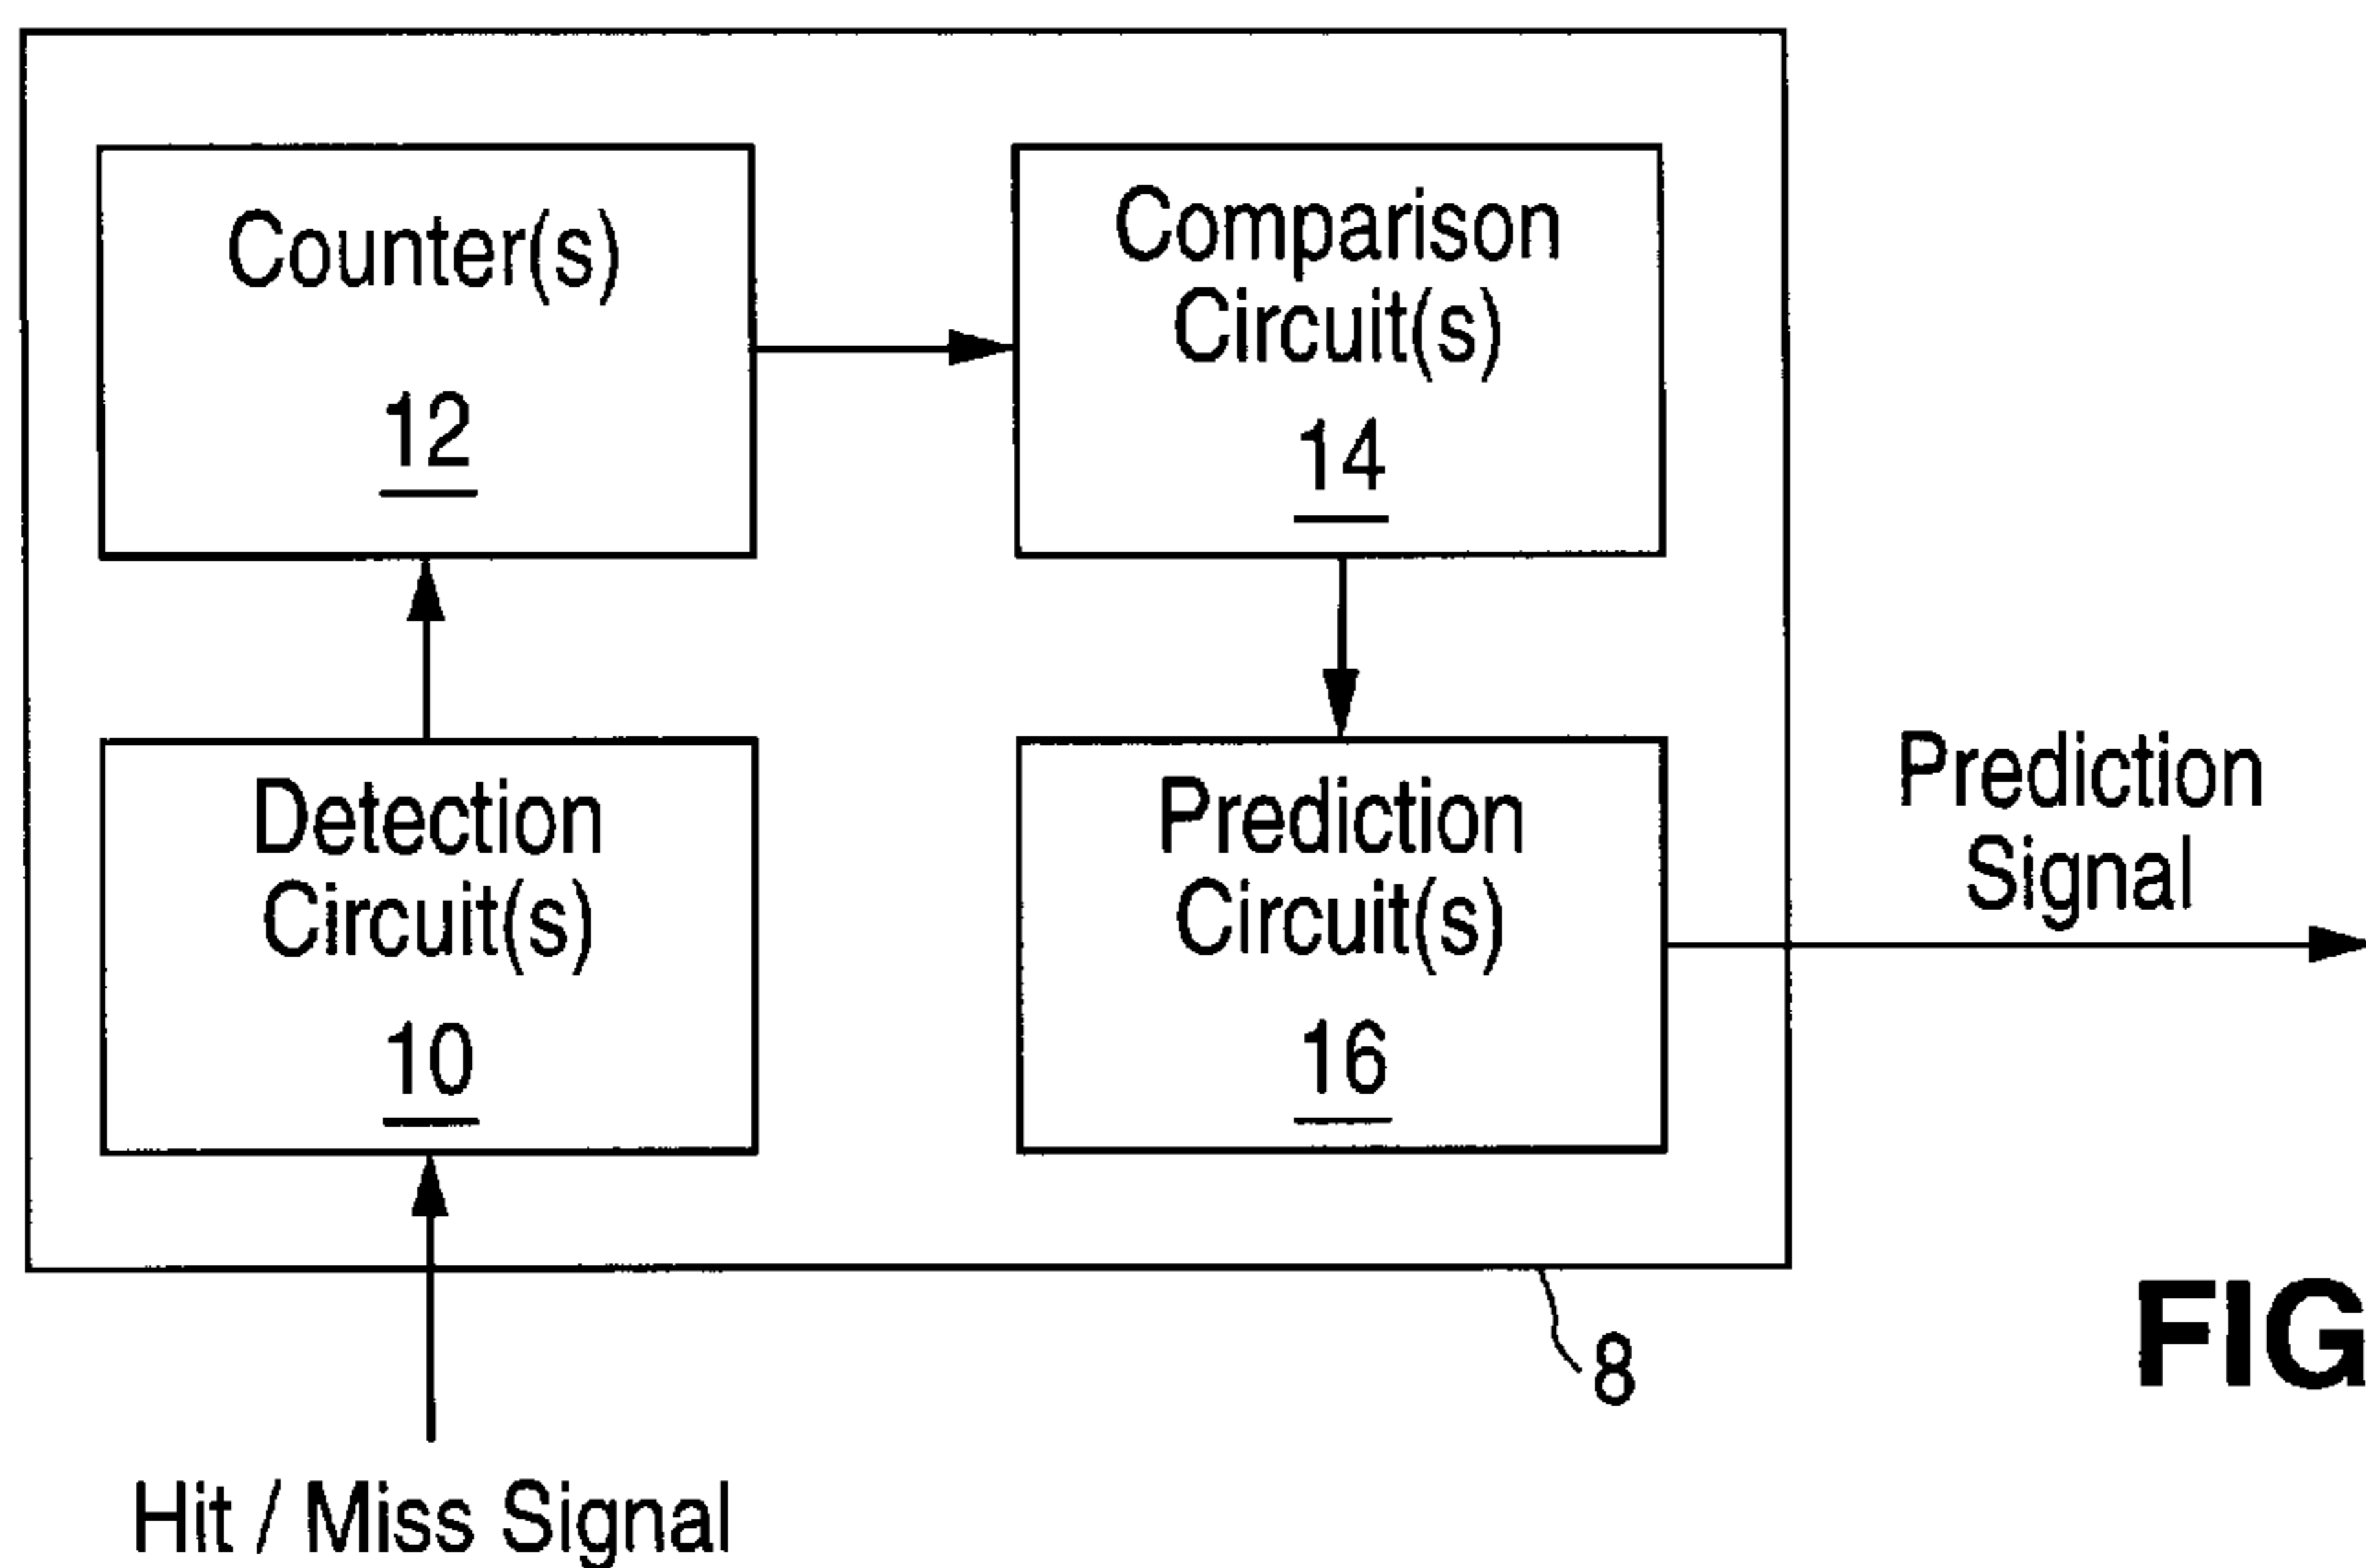 Counter(s)
12
Comparison
Circuit(s)
14
Detection
Circuit(s)
10
Prediction
Circuit(s)
16
Prediction
Signal
8
FIG
Hit / Miss Signal